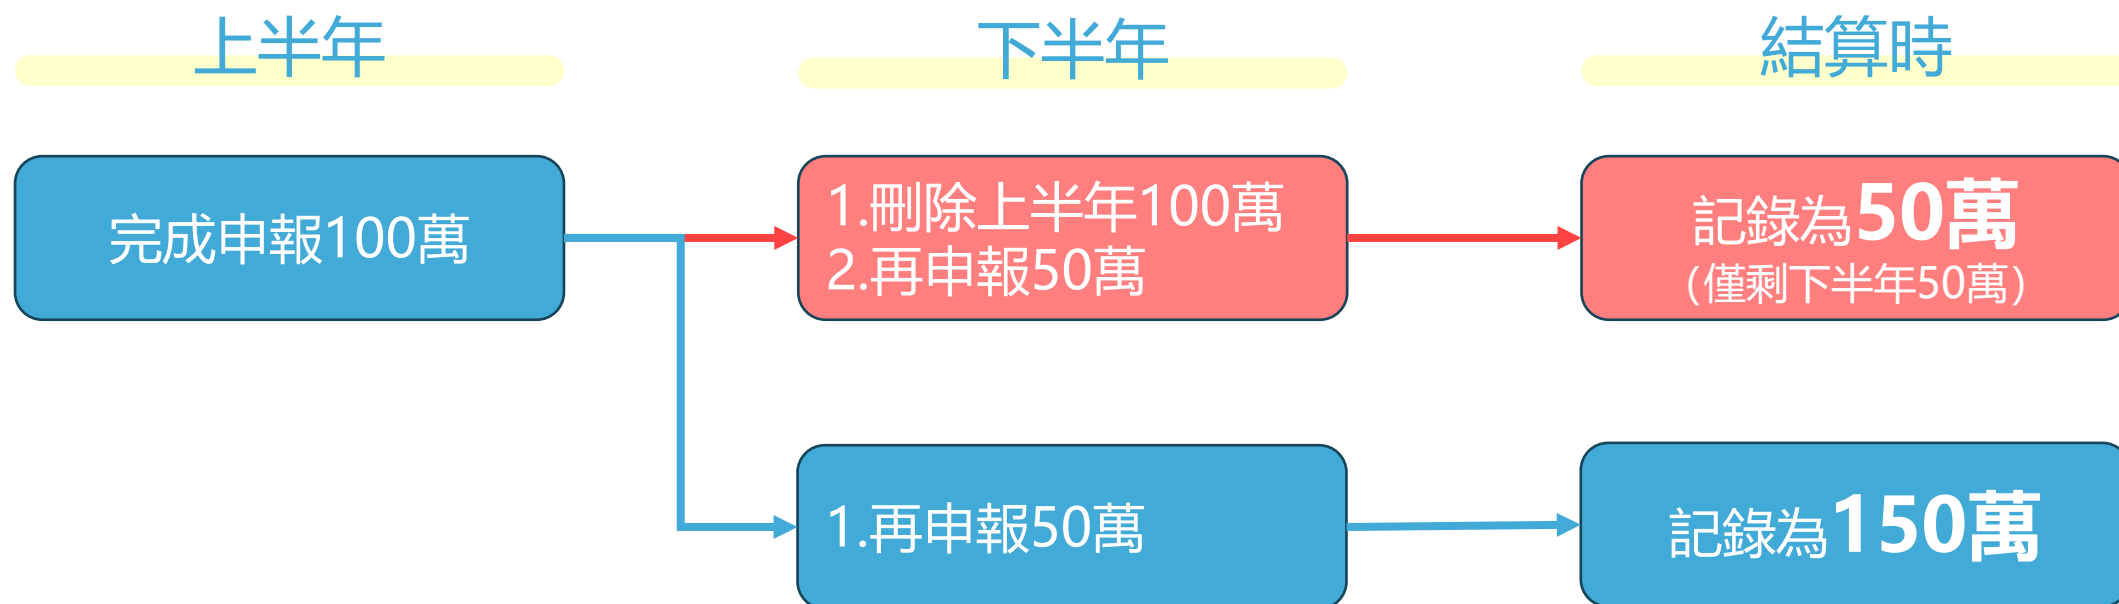 上半年
下半年
結算時
完成申報100萬
1.刪除上半年100萬
2.再申報50萬
記錄為50萬
(僅剩下半年50萬)
1.再申報50萬
記錄為150萬